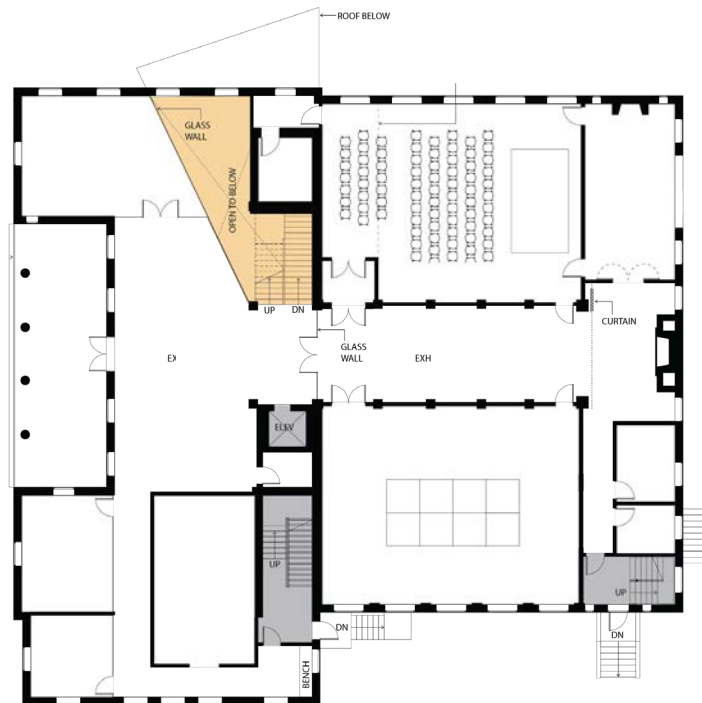 ROOF BELOW
GLASS
WALL
OPEN TO BELOW
UP
DN
CURTAIN
GLASS
WALL
EX
EXH
ELEV
UP
UP
DN
DN
BENCH